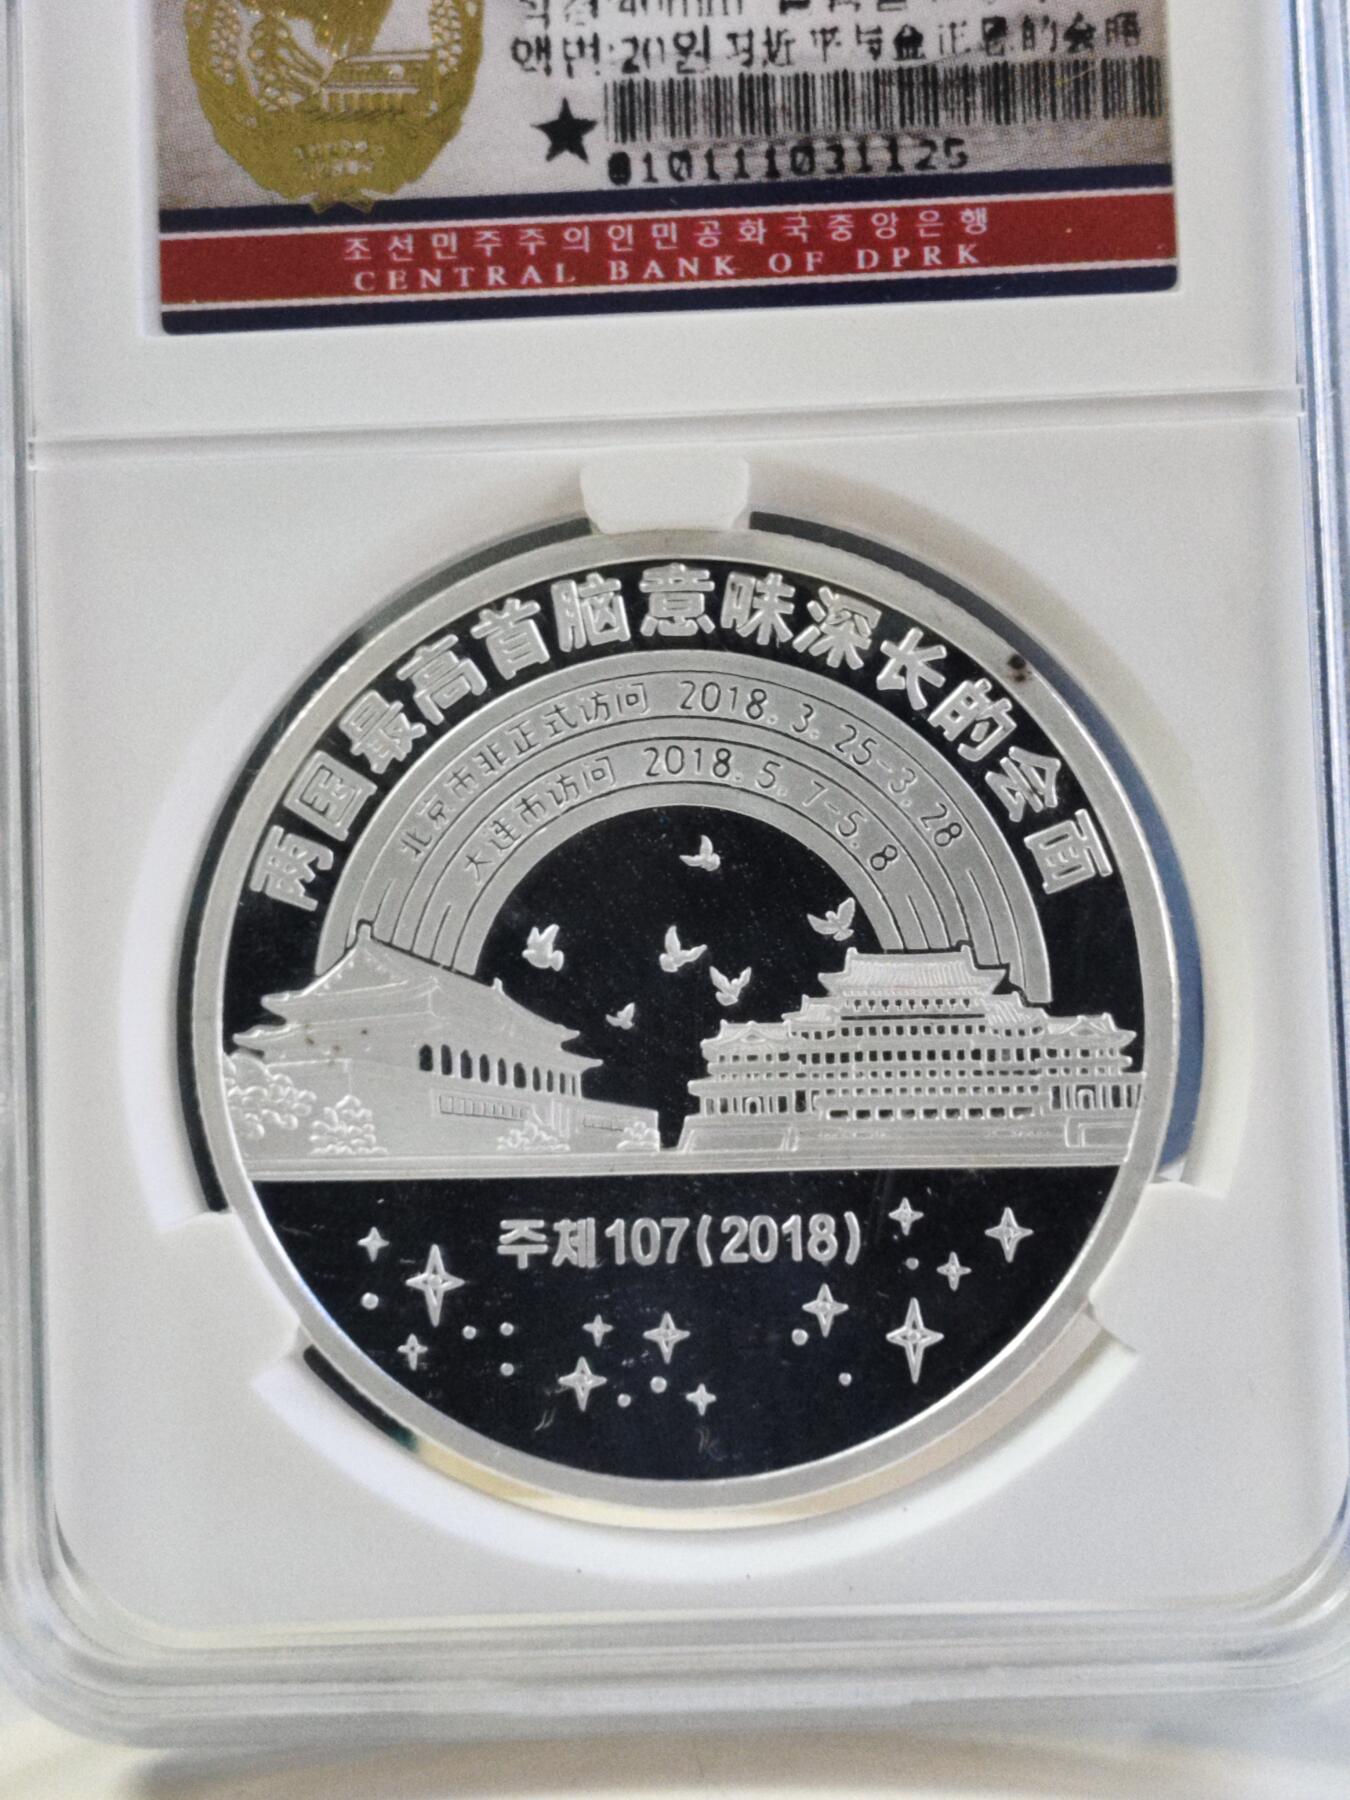 직경:40mm
액면:20원 习近平与金正恩的会晤
010111031125
조선민주주의인민공화국중앙은행
CENTRAL BANK OF DPRK
两国最高首脑意味深长的会面
北京市非正式访问 2018.3.25-3.28
大连市访问 2018.5.7-5.8
주체107(2018)